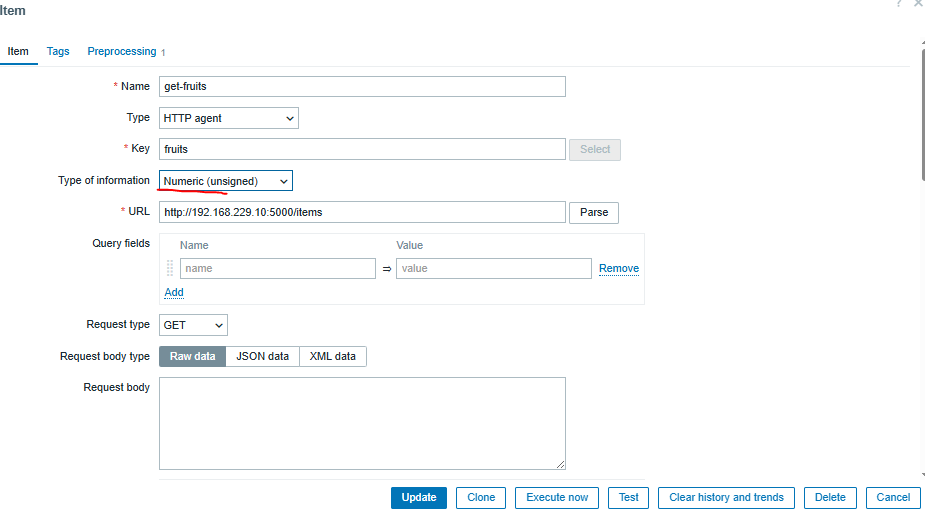 Item
? ×
Item Tags Preprocessing 1
* Name get-fruits
Type HTTP agent
* Key fruits Select
Type of information Numeric (unsigned)
* URL http://192.168.229.10:5000/items Parse
Query fields Name Value
name ⇒ value Remove
Add
Request type GET
Request body type Raw data JSON data XML data
Request body
Update Clone Execute now Test Clear history and trends Delete Cancel